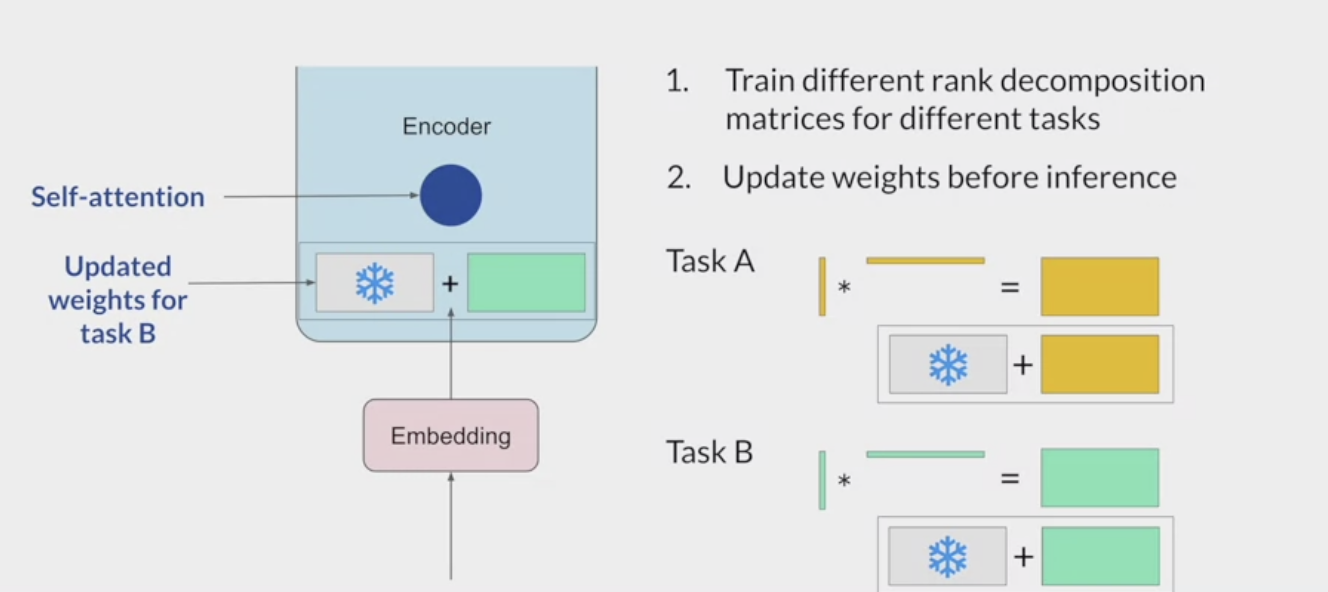 Encoder
Self-attention
Updated
weights for
task B
+
Embedding
1. Train different rank decomposition
matrices for different tasks
2. Update weights before inference
Task A
* =
+
Task B
* =
+